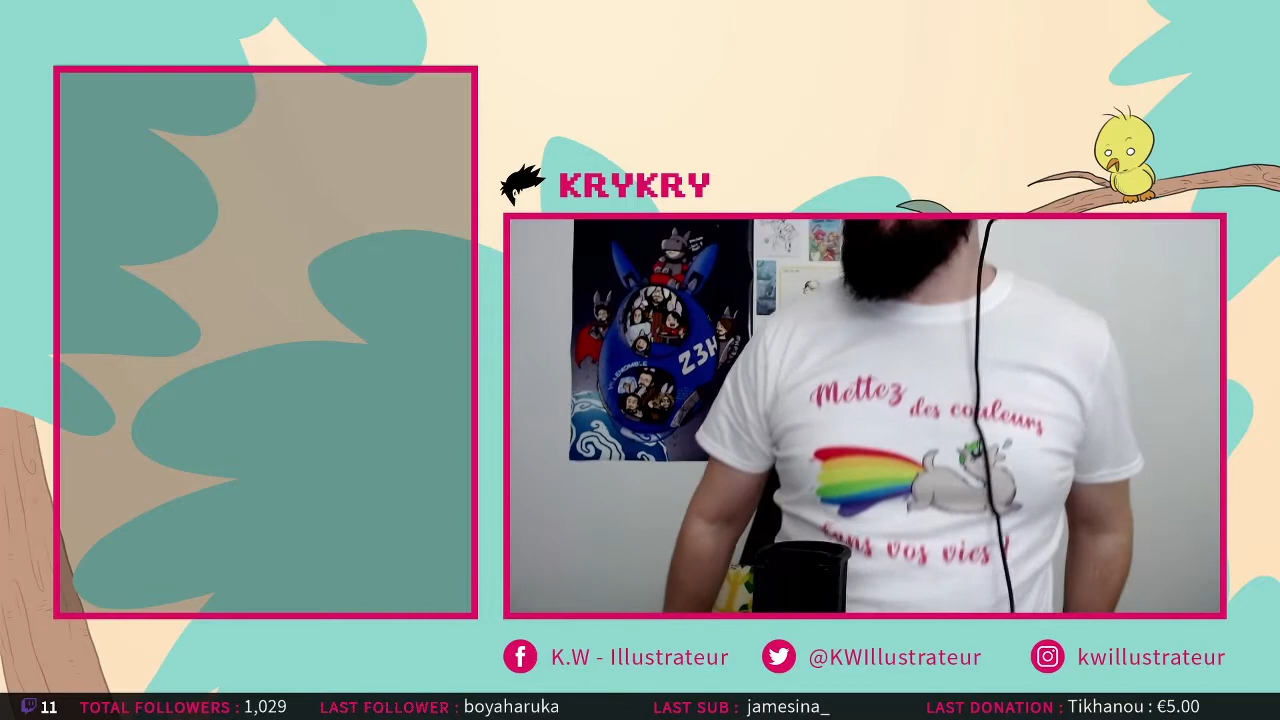 KRYKRY
23H
Mettez
des couleurs
dans vos vies !
K.W - Illustrateur
@KWIllustrateur
kwillustrateur
11
TOTAL FOLLOWERS : 1,029
LAST FOLLOWER : boyaharuka
LAST SUB : jamesina_
LAST DONATION : Tikhanou : €5.00